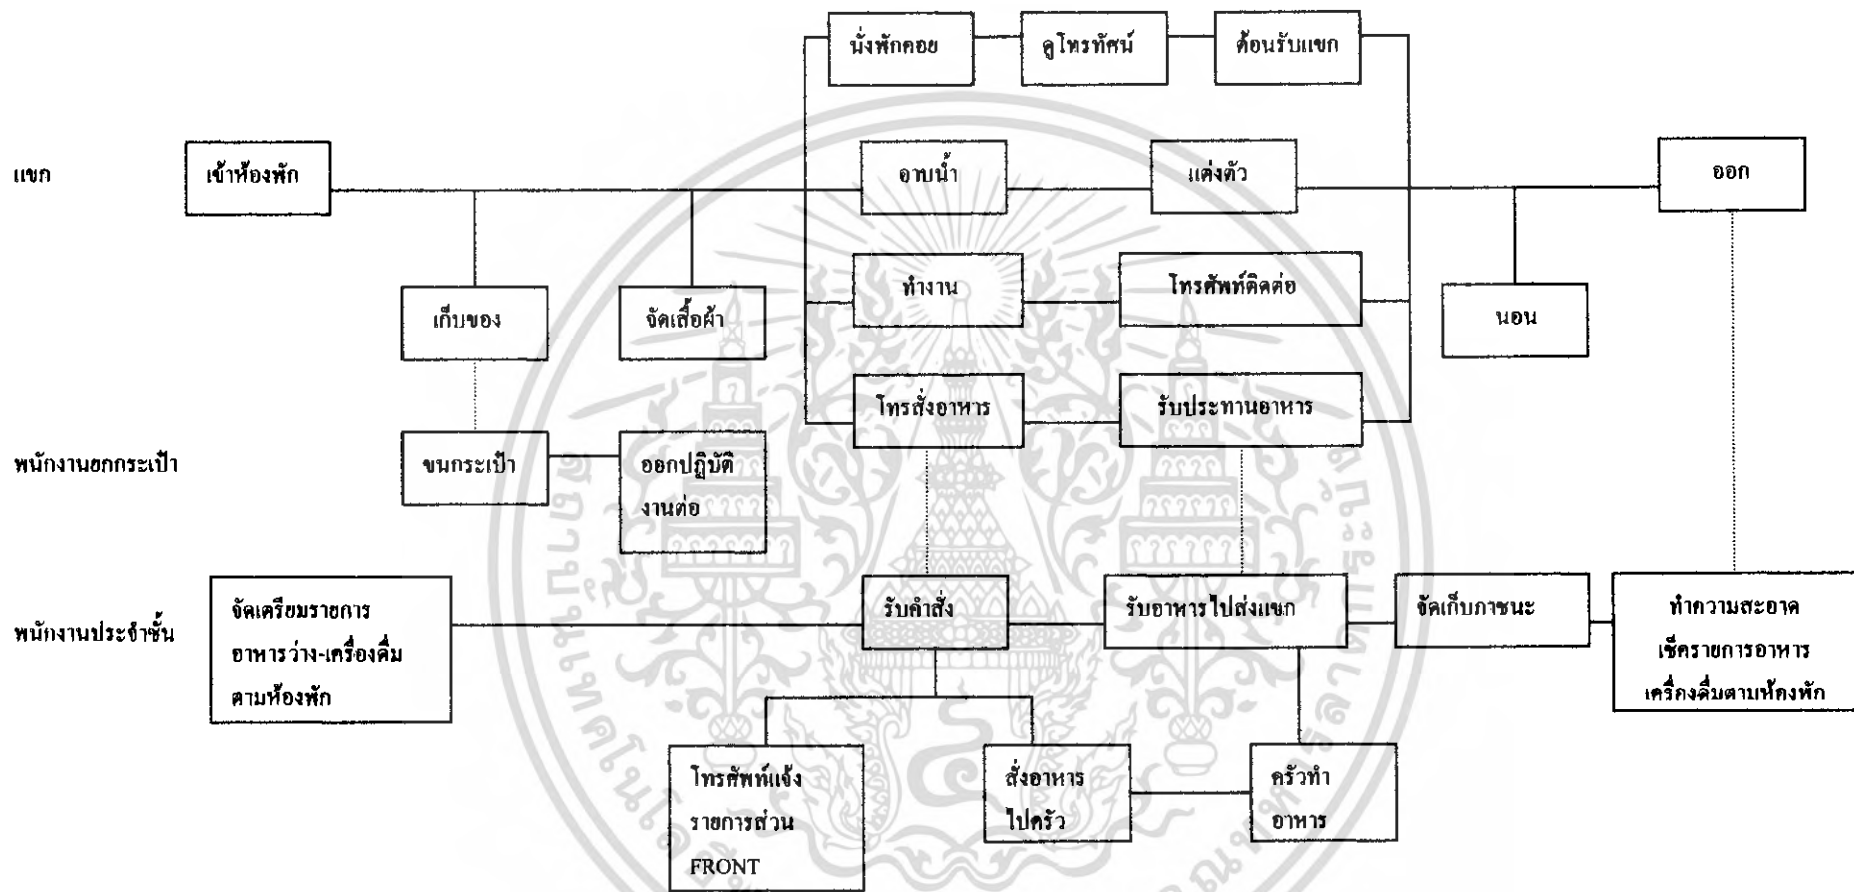 นั่งพักคอย
ดูโทรทัศน์
ต้อนรับแขก
แขก
เข้าห้องพัก
อาบน้ำ
แต่งตัว
ออก
ทำงาน
โทรศัพท์ติดต่อ
เก็บของ
จัดเสื้อผ้า
นอน
โทรสั่งอาหาร
รับประทานอาหาร
พนักงานยกกระเป๋า
ขนกระเป๋า
ออกปฏิบัติ
งานต่อ
พนักงานประจำชั้น
จัดเตรียมรายการ
อาหารว่าง-เครื่องดื่ม
ตามห้องพัก
รับคำสั่ง
รับอาหารไปส่งแขก
จัดเก็บภาชนะ
ทำความสะอาด
เช็ครายการอาหาร
เครื่องดื่มตามห้องพัก
โทรศัพท์แจ้ง
รายการส่วน
FRONT
สั่งอาหาร
ไปครัว
ครัวทำ
อาหาร